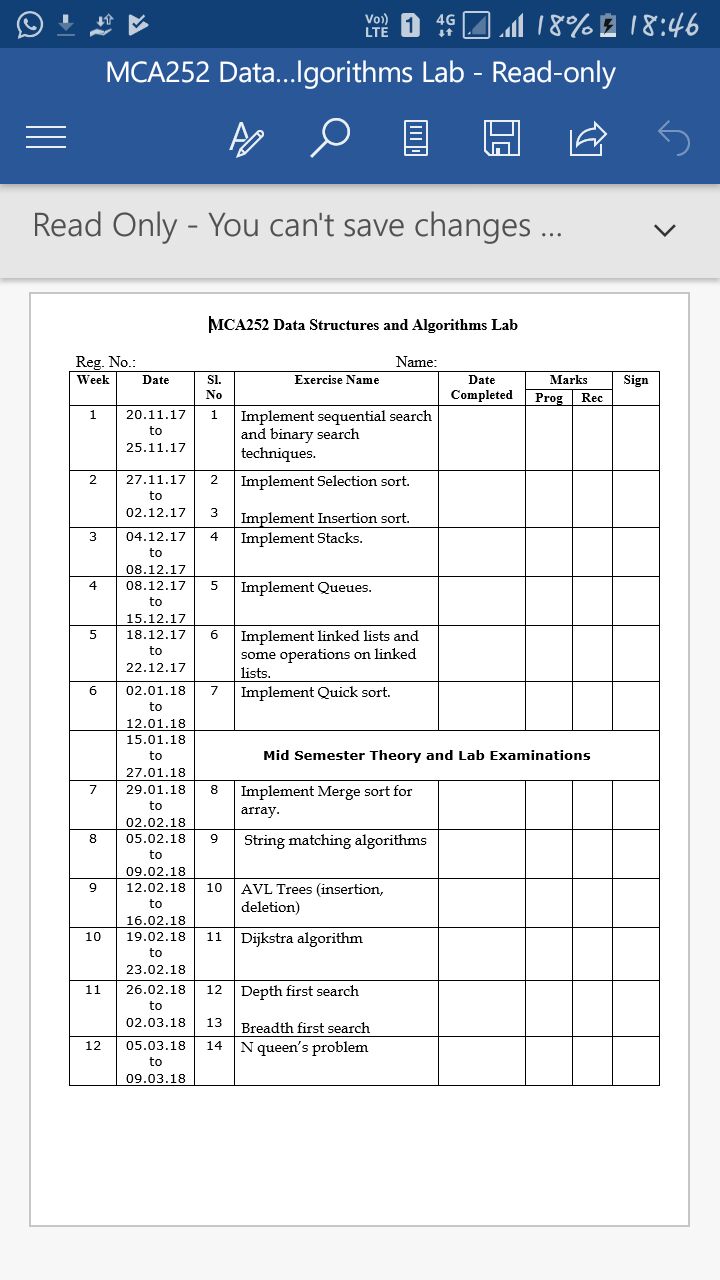 Vo)) LTE 1 4G 18% 18:46
MCA252 Data...lgorithms Lab - Read-only
Read Only - You can't save changes ...
MCA252 Data Structures and Algorithms Lab
Reg. No.: Name:
Week Date Sl. No Exercise Name Date Completed Marks Sign
Prog Rec
1 20.11.17 1 Implement sequential search
to and binary search
25.11.17 techniques.
2 27.11.17 2 Implement Selection sort.
to
02.12.17 3 Implement Insertion sort.
3 04.12.17 4 Implement Stacks.
to
08.12.17
4 08.12.17 5 Implement Queues.
to
15.12.17
5 18.12.17 6 Implement linked lists and
to some operations on linked
22.12.17 lists.
6 02.01.18 7 Implement Quick sort.
to
12.01.18
15.01.18
to Mid Semester Theory and Lab Examinations
27.01.18
7 29.01.18 8 Implement Merge sort for
to array.
02.02.18
8 05.02.18 9 String matching algorithms
to
09.02.18
9 12.02.18 10 AVL Trees (insertion,
to deletion)
16.02.18
10 19.02.18 11 Dijkstra algorithm
to
23.02.18
11 26.02.18 12 Depth first search
to
02.03.18 13 Breadth first search
12 05.03.18 14 N queen's problem
to
09.03.18